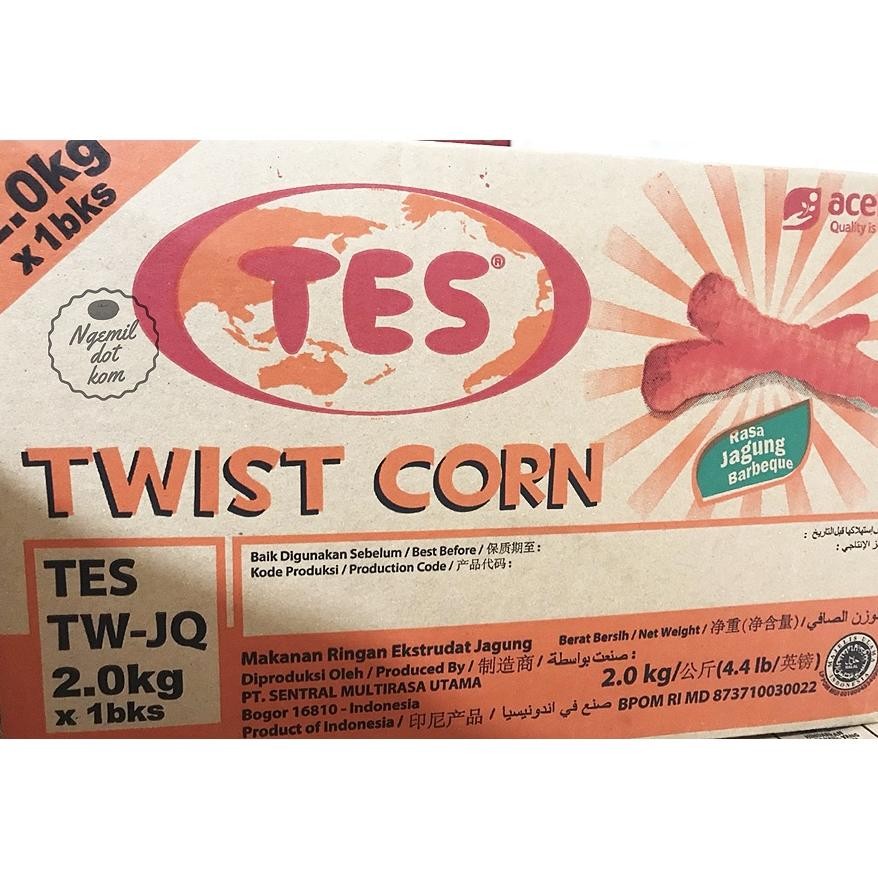 x 1bks
TES®
Ngemil
dot
kom
Quality is
TWIST CORN
Rasa
Jagung
Barbeque
Baik Digunakan Sebelum / Best Before / 保质期至:
Kode Produksi / Production Code / 产品代码:
TES
TW-JQ
2.0kg
x 1bks
Makanan Ringan Ekstrudat Jagung
Diproduksi Oleh / Produced By / 制造商 / صنعت بواسطة :
PT. SENTRAL MULTIRASA UTAMA
Bogor 16810 - Indonesia
Product of Indonesia / 印尼产品 / صنع في اندونيسيا
Berat Bersih / Net Weight / 净重(净含量) / الوزن الصافي
2.0 kg/公斤(4.4 lb/英镑)
BPOM RI MD 873710030022